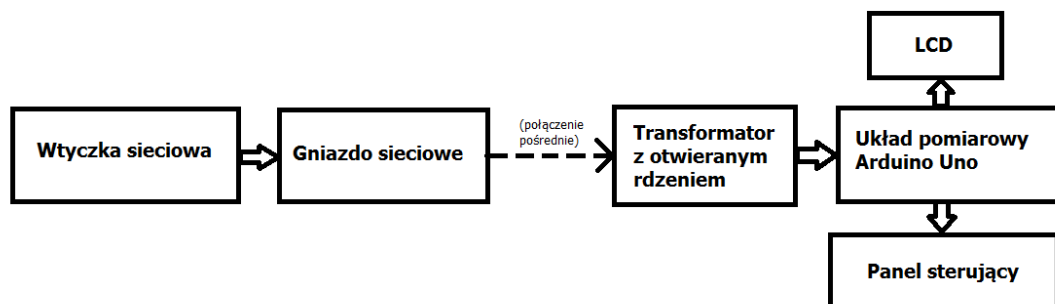 LCD
Wtyczka sieciowa
Gniazdo sieciowe
(połączenie
pośrednie)
Transformator
z otwieranym
rdzeniem
Układ pomiarowy
Arduino Uno
Panel sterujący